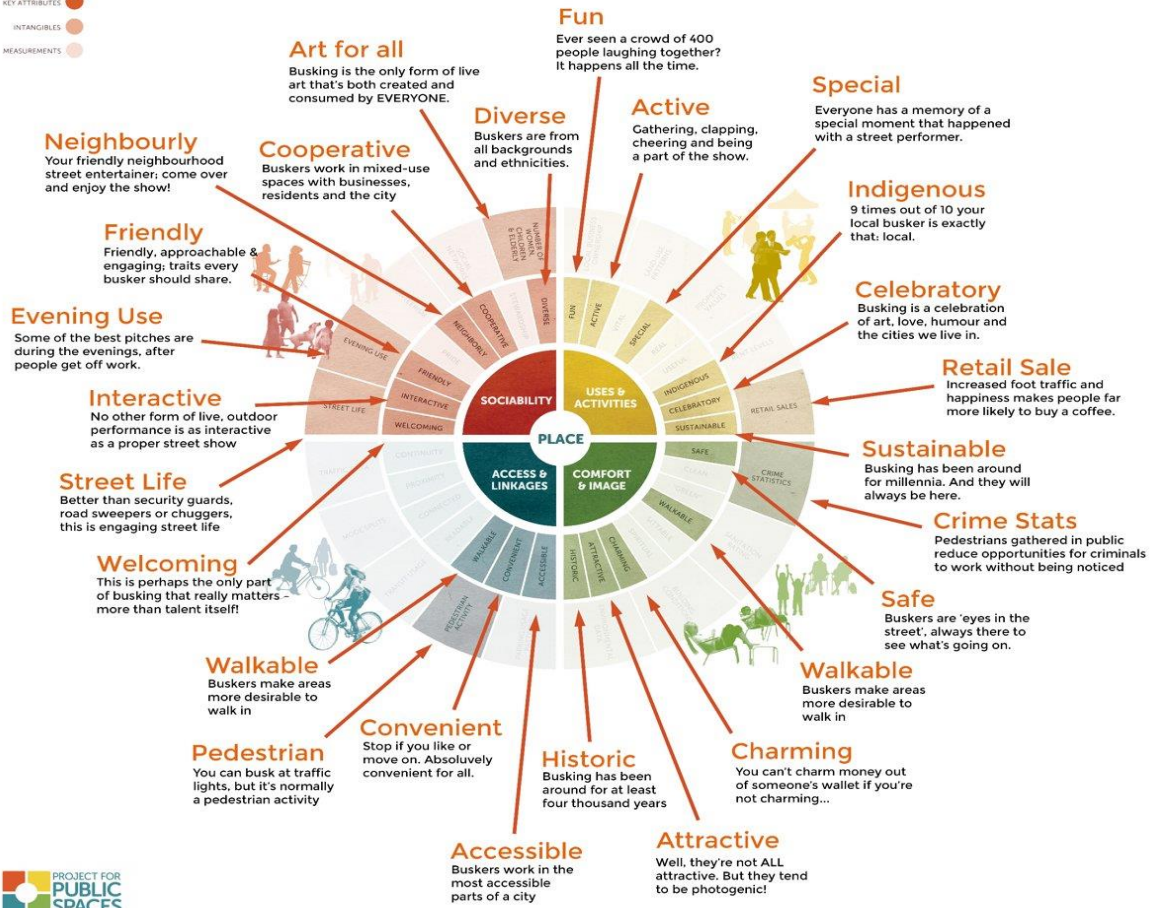 KEY ATTRIBUTES
INTANGIBLES
MEASUREMENTS
Fun
Ever seen a crowd of 400
people laughing together?
It happens all the time.
Art for all
Busking is the only form of live
art that's both created and
consumed by EVERYONE.
Special
Everyone has a memory of a
special moment that happened
with a street performer.
Diverse
Buskers are from
all backgrounds
and ethnicities.
Active
Gathering, clapping,
cheering and being
a part of the show.
Neighbourly
Your friendly neighbourhood
street entertainer; come over
and enjoy the show!
Cooperative
Buskers work in mixed-use
spaces with businesses,
residents and the city
Indigenous
9 times out of 10 your
local busker is exactly
that: local.
Friendly
Friendly, approachable &
engaging; traits every
busker should share.
Celebratory
Busking is a celebration
of art, love, humour and
the cities we live in.
Evening Use
Some of the best pitches are
during the evenings, after
people get off work.
Retail Sale
Increased foot traffic and
happiness makes people far
more likely to buy a coffee.
Interactive
No other form of live, outdoor
performance is as interactive
as a proper street show
Sustainable
Busking has been around
for millennia. And they will
always be here.
Street Life
Better than security guards,
road sweepers or chuggers,
this is engaging street life
Crime Stats
Pedestrians gathered in public
reduce opportunities for criminals
to work without being noticed
Welcoming
This is perhaps the only part
of busking that really matters -
more than talent itself!
Safe
Buskers are 'eyes in the
street', always there to
see what's going on.
Walkable
Buskers make areas
more desirable to
walk in
Walkable
Buskers make areas
more desirable to
walk in
Pedestrian
You can busk at traffic
lights, but it's normally
a pedestrian activity
Convenient
Stop if you like or
move on. Absoluvely
convenient for all.
Historic
Busking has been
around for at least
four thousand years
Charming
You can't charm money out
of someone's wallet if you're
not charming...
Accessible
Buskers work in the
most accessible
parts of a city
Attractive
Well, they're not ALL
attractive. But they tend
to be photogenic!
PLACE
SOCIABILITY
USES &
ACTIVITIES
ACCESS &
LINKAGES
COMFORT
& IMAGE
NUMBER OF
WOMEN,
CHILDREN
& ELDERLY
EVENING USE
STREET LIFE
DIVERSE
COOPERATIVE
NEIGHBORLY
FRIENDLY
INTERACTIVE
WELCOMING
FUN
ACTIVE
SPECIAL
INDIGENOUS
CELEBRATORY
SUSTAINABLE
RETAIL SALES
SAFE
CRIME
STATISTICS
WALKABLE
CHARMING
ATTRACTIVE
HISTORIC
ACCESSIBLE
CONVENIENT
WALKABLE
PEDESTRIAN
ACTIVITY
CONTINUITY
PROXIMITY
CONNECTED
PROJECT FOR
PUBLIC
SPACES